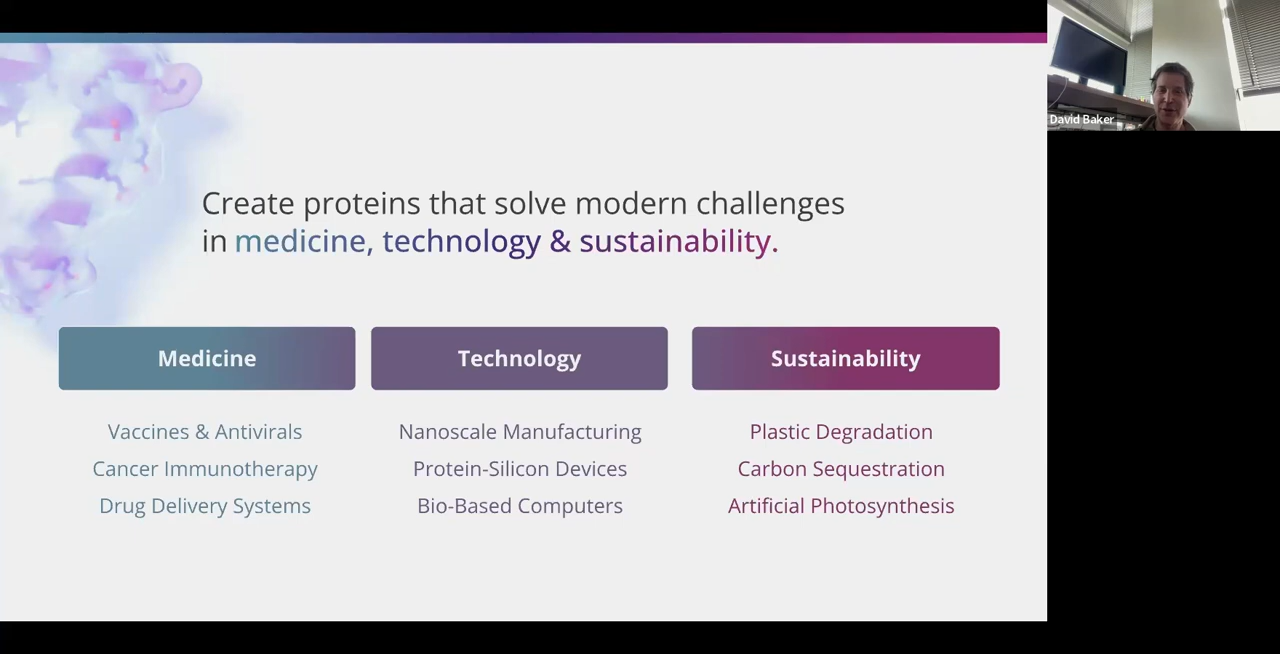 Create proteins that solve modern challenges
in medicine, technology & sustainability.
Medicine
Vaccines & Antivirals
Cancer Immunotherapy
Drug Delivery Systems
Technology
Nanoscale Manufacturing
Protein-Silicon Devices
Bio-Based Computers
Sustainability
Plastic Degradation
Carbon Sequestration
Artificial Photosynthesis
David Baker